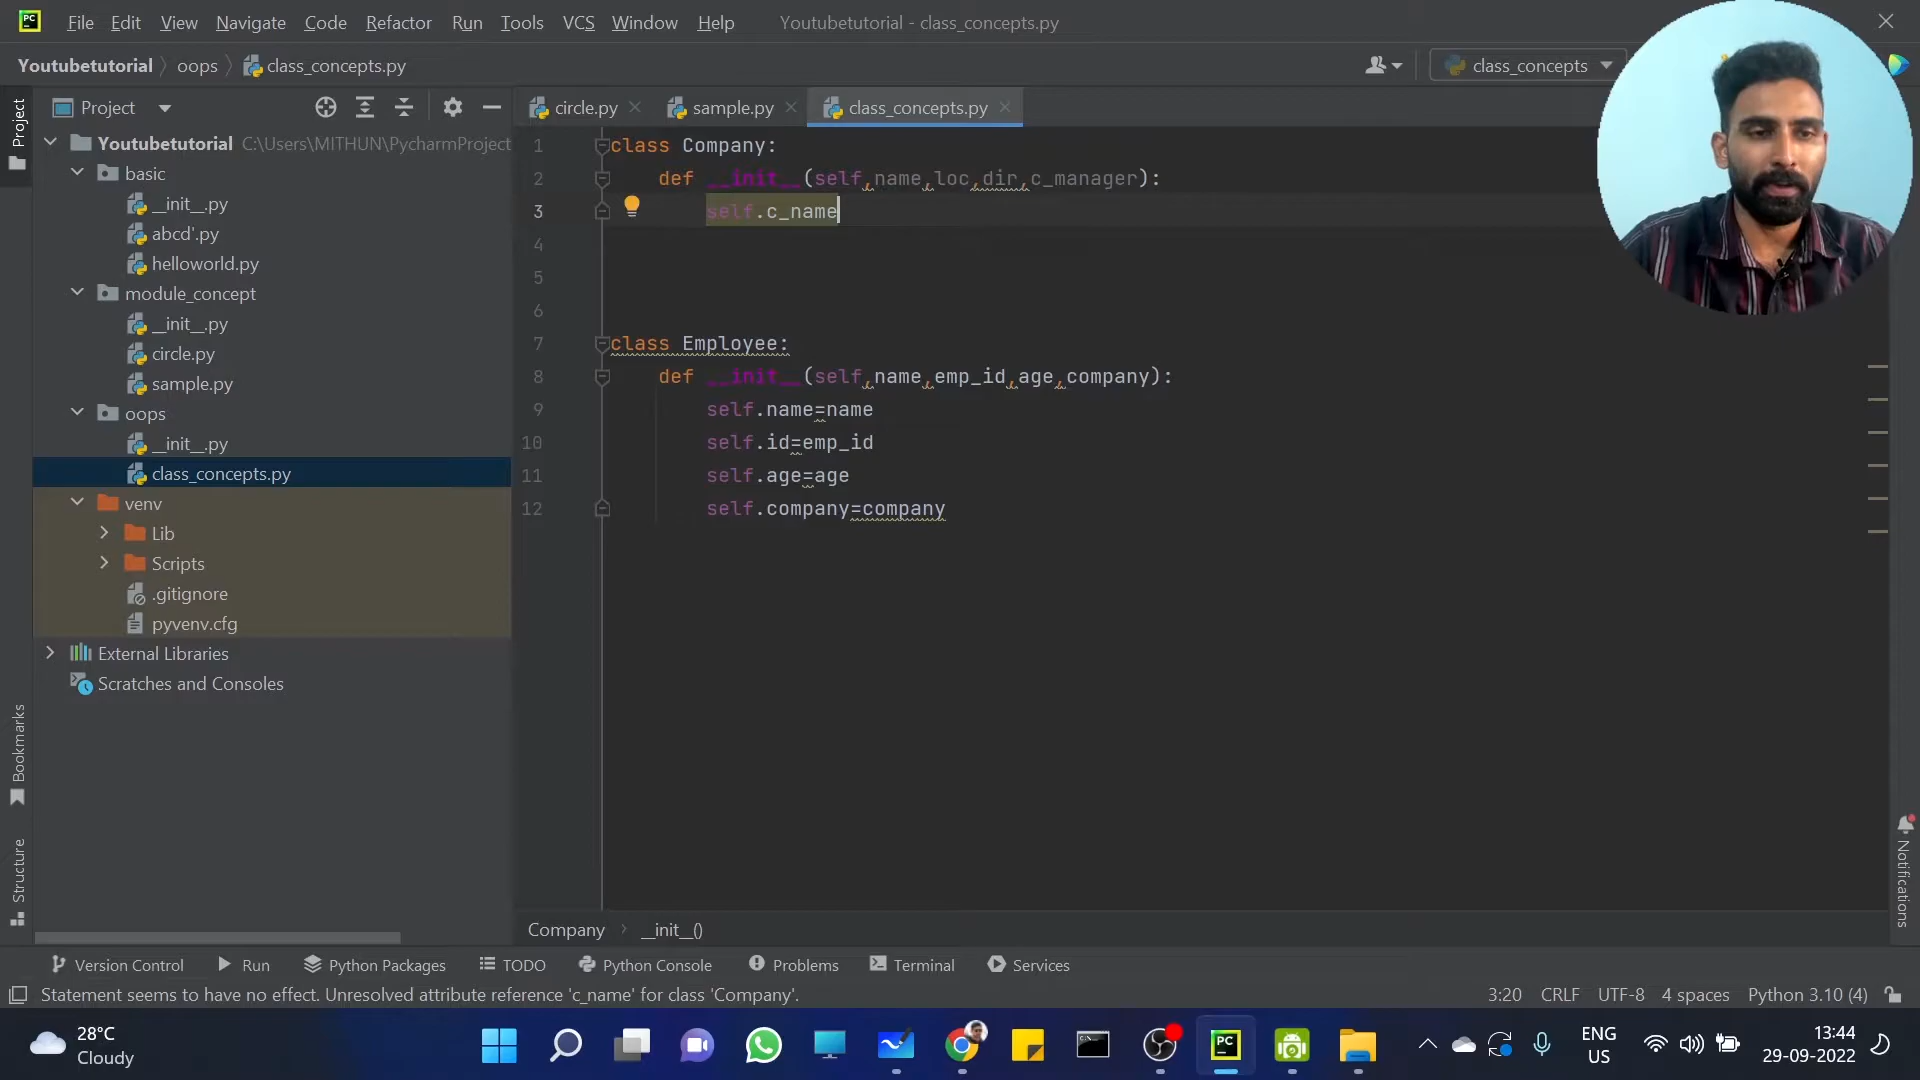 PC File Edit View Navigate Code Refactor Run Tools VCS Window Help Youtubetutorial - class_concepts.py
Youtubetutorial oops class_concepts.py class_concepts
Project
Project
circle.py sample.py class_concepts.py
Youtubetutorial C:\Users\MITHUN\PycharmProject
basic
__init__.py
abcd'.py
helloworld.py
module_concept
__init__.py
circle.py
sample.py
oops
__init__.py
class_concepts.py
venv
Lib
Scripts
.gitignore
pyvenv.cfg
External Libraries
Scratches and Consoles
Bookmarks
Structure
1 class Company:
2 def __init__(self,name,loc,dir,c_manager):
3 self.c_name
4
5
6
7 class Employee:
8 def __init__(self,name,emp_id,age,company):
9 self.name=name
10 self.id=emp_id
11 self.age=age
12 self.company=company
Notifications
Company __init__()
Version Control Run Python Packages TODO Python Console Problems Terminal Services
Statement seems to have no effect. Unresolved attribute reference 'c_name' for class 'Company'. 3:20 CRLF UTF-8 4 spaces Python 3.10 (4)
28°C
Cloudy
PC
ENG
US
13:44
29-09-2022